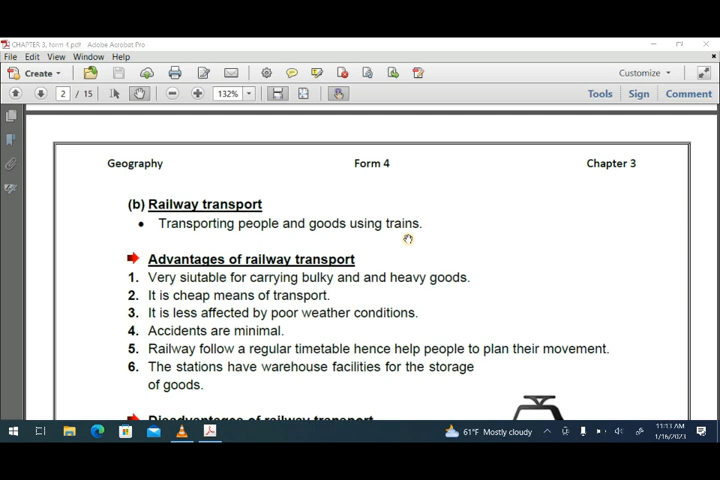 CHAPTER 3, form 4.pdf - Adobe Acrobat Pro
File Edit View Window Help
Create Customize
2 / 15 132% Tools Sign Comment
Geography Form 4 Chapter 3
(b) Railway transport
• Transporting people and goods using trains.
Advantages of railway transport
1. Very siutable for carrying bulky and and heavy goods.
2. It is cheap means of transport.
3. It is less affected by poor weather conditions.
4. Accidents are minimal.
5. Railway follow a regular timetable hence help people to plan their movement.
6. The stations have warehouse facilities for the storage
of goods.
Disadvantages of railway transport
61°F Mostly cloudy 11:13 AM
1/16/2023